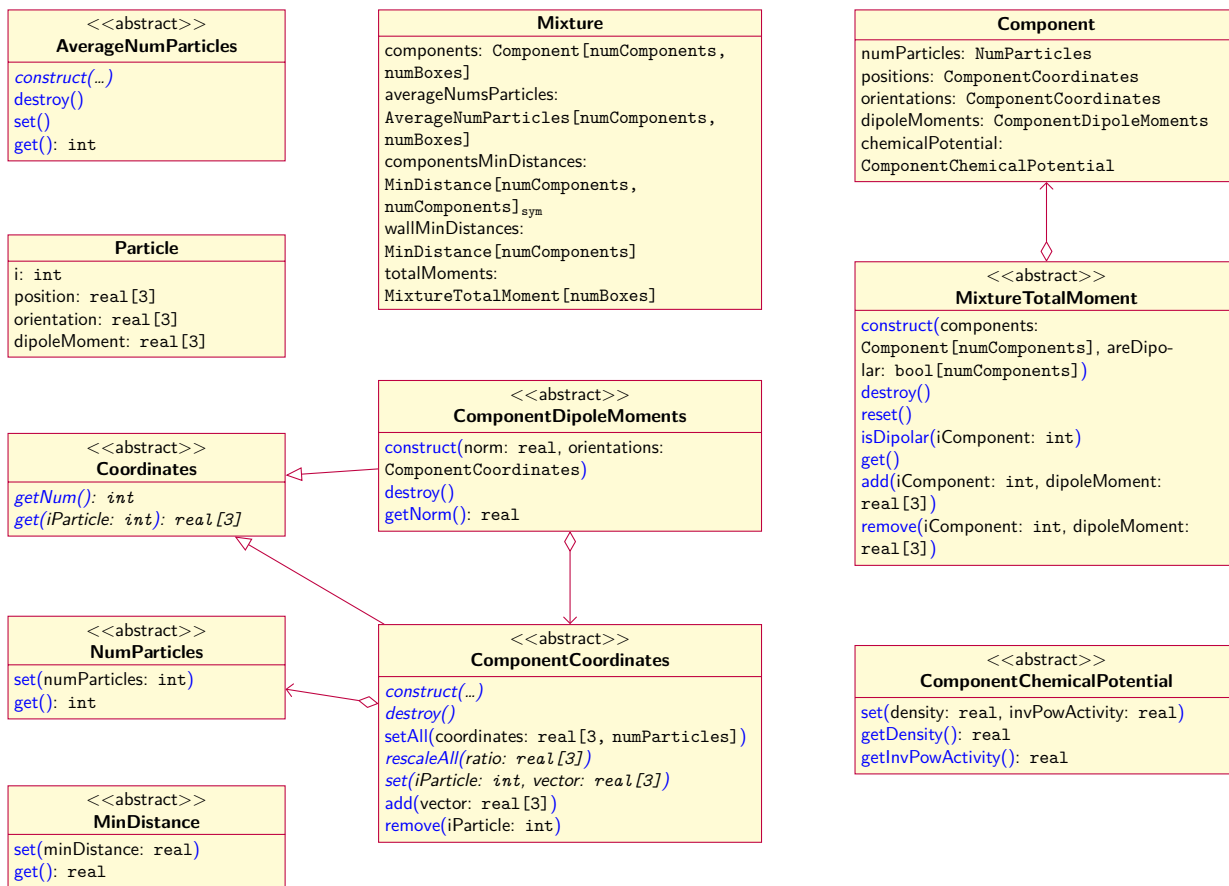 <<abstract>>
AverageNumParticles
construct(…)
destroy()
set()
get(): int
Mixture
components: Component[numComponents,
numBoxes]
averageNumsParticles:
AverageNumParticles[numComponents,
numBoxes]
componentsMinDistances:
MinDistance[numComponents,
numComponents]sym
wallMinDistances:
MinDistance[numComponents]
totalMoments:
MixtureTotalMoment[numBoxes]
Component
numParticles: NumParticles
positions: ComponentCoordinates
orientations: ComponentCoordinates
dipoleMoments: ComponentDipoleMoments
chemicalPotential:
ComponentChemicalPotential
Particle
i: int
position: real[3]
orientation: real[3]
dipoleMoment: real[3]
<<abstract>>
MixtureTotalMoment
construct(components:
Component[numComponents], areDipo-
lar: bool[numComponents])
destroy()
reset()
isDipolar(iComponent: int)
get()
add(iComponent: int, dipoleMoment:
real[3])
remove(iComponent: int, dipoleMoment:
real[3])
<<abstract>>
ComponentDipoleMoments
construct(norm: real, orientations:
ComponentCoordinates)
destroy()
getNorm(): real
<<abstract>>
Coordinates
getNum(): int
get(iParticle: int): real[3]
<<abstract>>
NumParticles
set(numParticles: int)
get(): int
<<abstract>>
ComponentCoordinates
construct(…)
destroy()
setAll(coordinates: real[3, numParticles])
rescaleAll(ratio: real[3])
set(iParticle: int, vector: real[3])
add(vector: real[3])
remove(iParticle: int)
<<abstract>>
ComponentChemicalPotential
set(density: real, invPowActivity: real)
getDensity(): real
getInvPowActivity(): real
<<abstract>>
MinDistance
set(minDistance: real)
get(): real